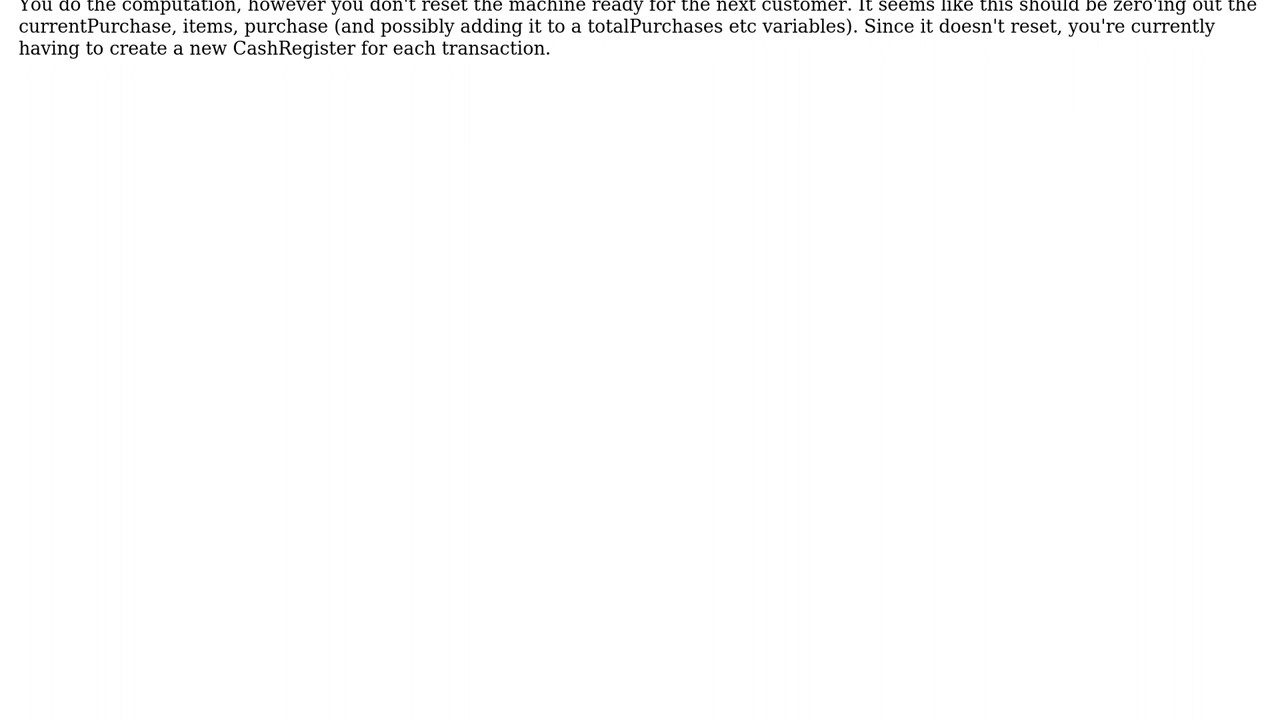 You do the computation, however you don't reset the machine ready for the next customer. It seems like this should be zero'ing out the
currentPurchase, items, purchase (and possibly adding it to a totalPurchases etc variables). Since it doesn't reset, you're currently
having to create a new CashRegister for each transaction.